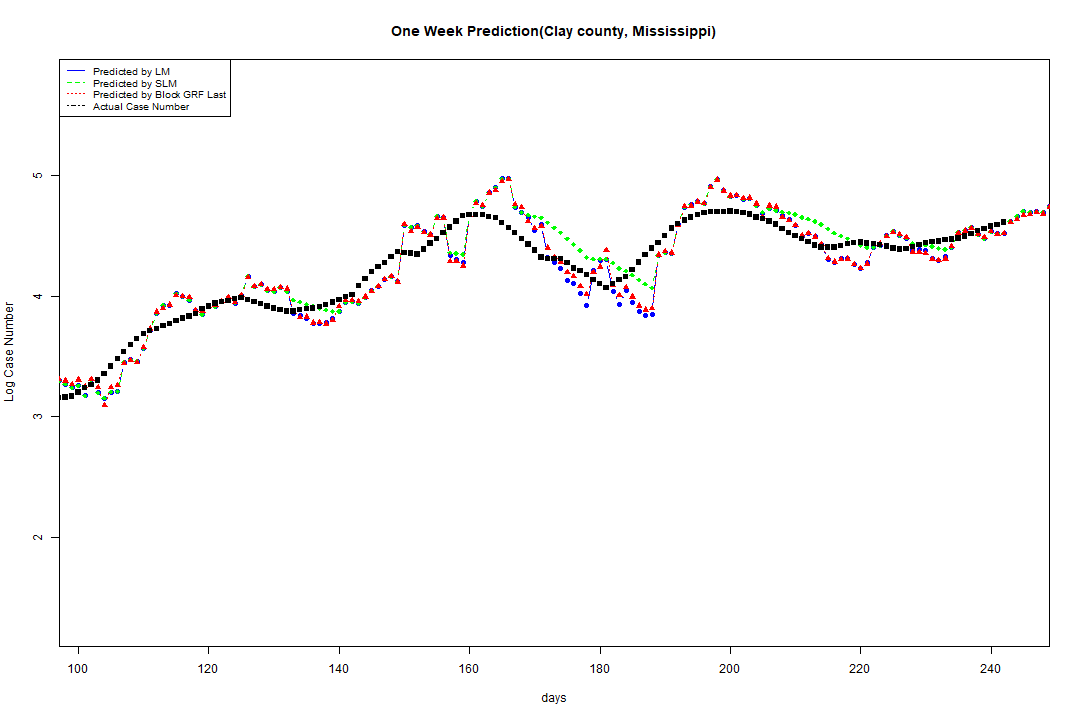 One Week Prediction(Clay county, Mississippi)
Predicted by LM
Predicted by SLM
Predicted by Block GRF Last
Actual Case Number
5
4
3
2
Log Case Number
100 120 140 160 180 200 220 240
days